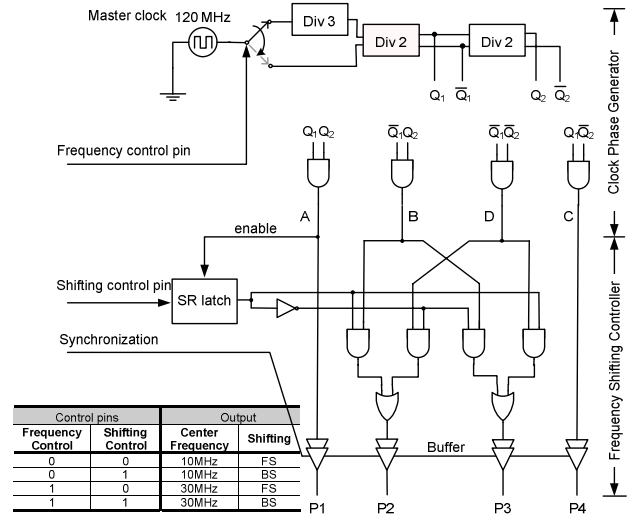 Master clock 120 MHz
Div 3
Div 2
Div 2
Q1 Q̅1 Q2 Q̅2
Clock Phase Generator
Frequency control pin
Q1Q2
Q̅1Q2
Q̅1Q̅2
Q1Q̅2
A
B
D
C
enable
Shifting control pin
SR latch
Synchronization
Frequency Shifting Controller
Control pins Output
Frequency Control Shifting Control Center Frequency Shifting
0 0 10MHz FS
0 1 10MHz BS
1 0 30MHz FS
1 1 30MHz BS
Buffer
P1 P2 P3 P4